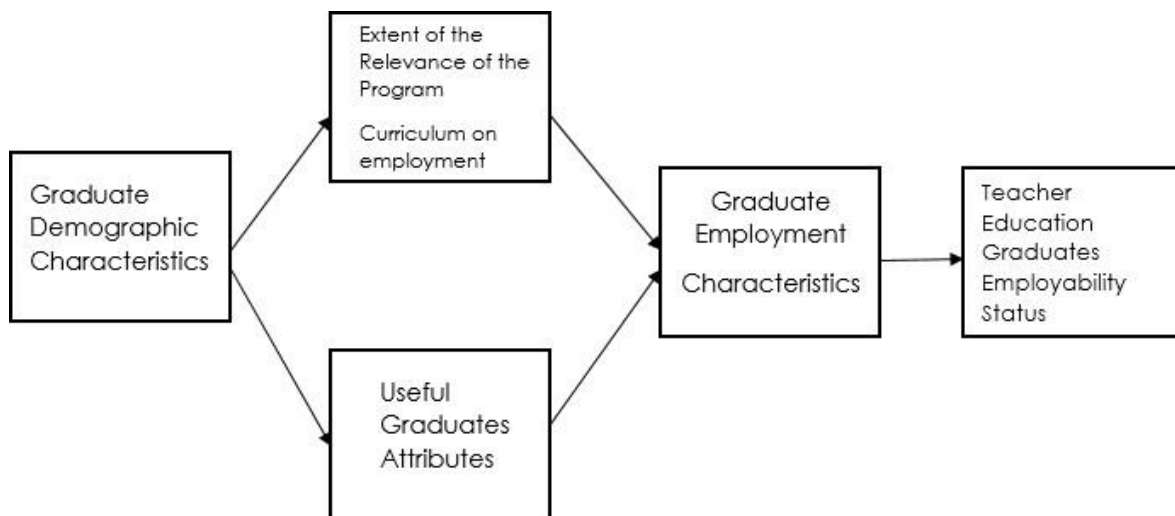 Graduate
Demographic
Characteristics
Extent of the
Relevance of the
Program
Curriculum on
employment
Useful
Graduates
Attributes
Graduate
Employment
Characteristics
Teacher
Education
Graduates
Employability
Status